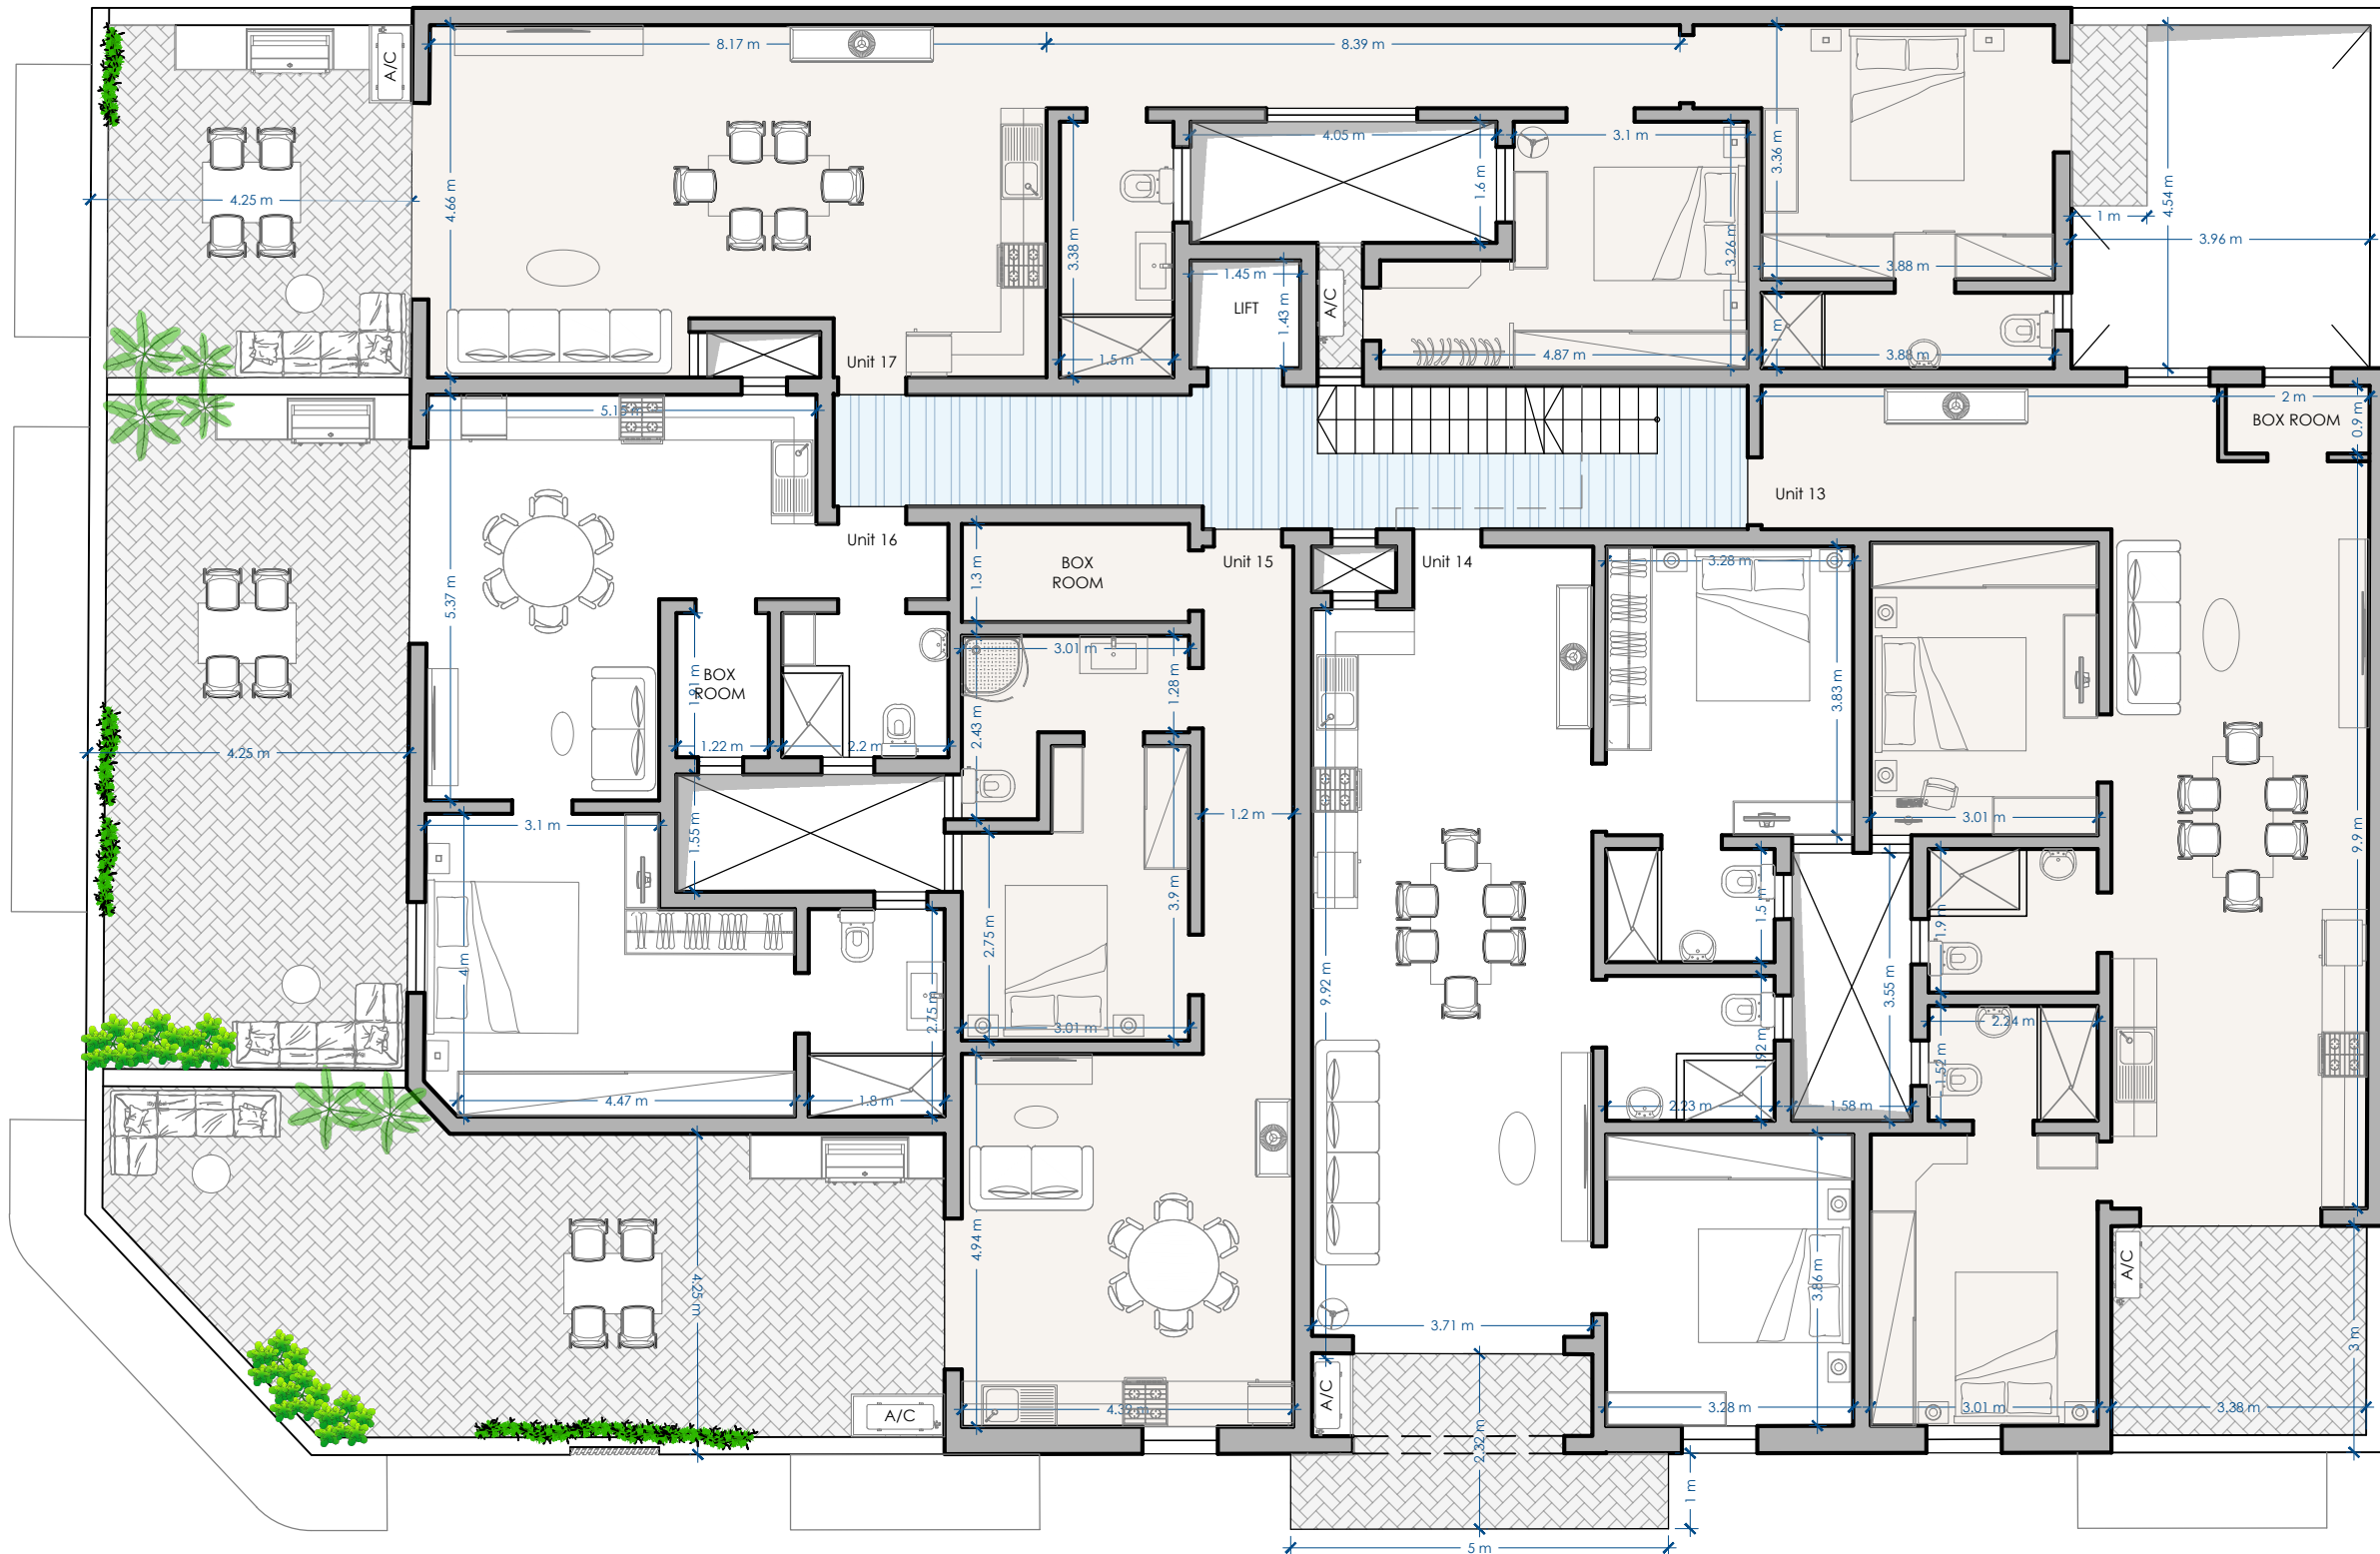 8.17 m
8.39 m
A/C
4.25 m
4.66 m
3.38 m
4.05 m
1.6 m
3.1 m
3.26 m
3.36 m
4.54 m
1 m
3.96 m
3.88 m
1.45 m
LIFT
1.43 m
A/C
1.5 m
4.87 m
1 m
3.88 m
Unit 17
2 m
BOX ROOM
0.9 m
Unit 13
Unit 16
1.3 m
BOX
ROOM
Unit 15
Unit 14
3.28 m
5.37 m
3.01 m
1.28 m
BOX
ROOM
1.91 m
2.43 m
3.83 m
4.25 m
1.22 m
2.2 m
1.2 m
3.1 m
1.55 m
3.01 m
9.9 m
4 m
2.75 m
3.9 m
1.5 m
1.9 m
9.92 m
3.55 m
2.75 m
3.01 m
2.24 m
1.92 m
1.52 m
4.47 m
1.8 m
2.23 m
1.58 m
4.94 m
4.25 m
A/C
3.86 m
3.71 m
3 m
A/C
A/C
3.28 m
3.01 m
3.38 m
2.32 m
1 m
5 m